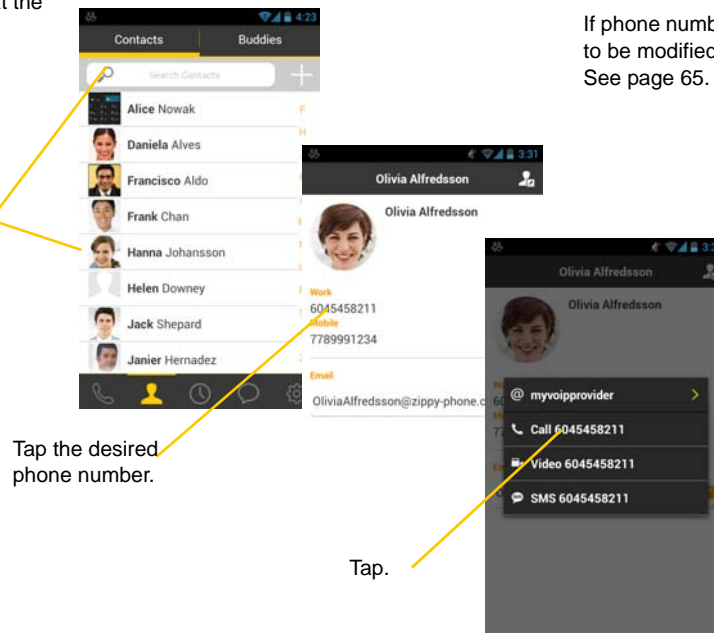 t the
If phone numb
to be modified
See page 65.
4:23
Contacts
Buddies
Search Contacts
Alice Nowak
Daniela Alves
Francisco Aldo
Frank Chan
Hanna Johansson
Helen Downey
Jack Shepard
Janier Hernadez
F
H
3:31
Olivia Alfredsson
Olivia Alfredsson
Work
6045458211
Mobile
7789991234
Email
OliviaAlfredsson@zippy-phone.c
Tap the desired
phone number.
3:3
Olivia Alfredsson
Olivia Alfredsson
@ myvoipprovider >
Call 6045458211
Video 6045458211
SMS 6045458211
Tap.